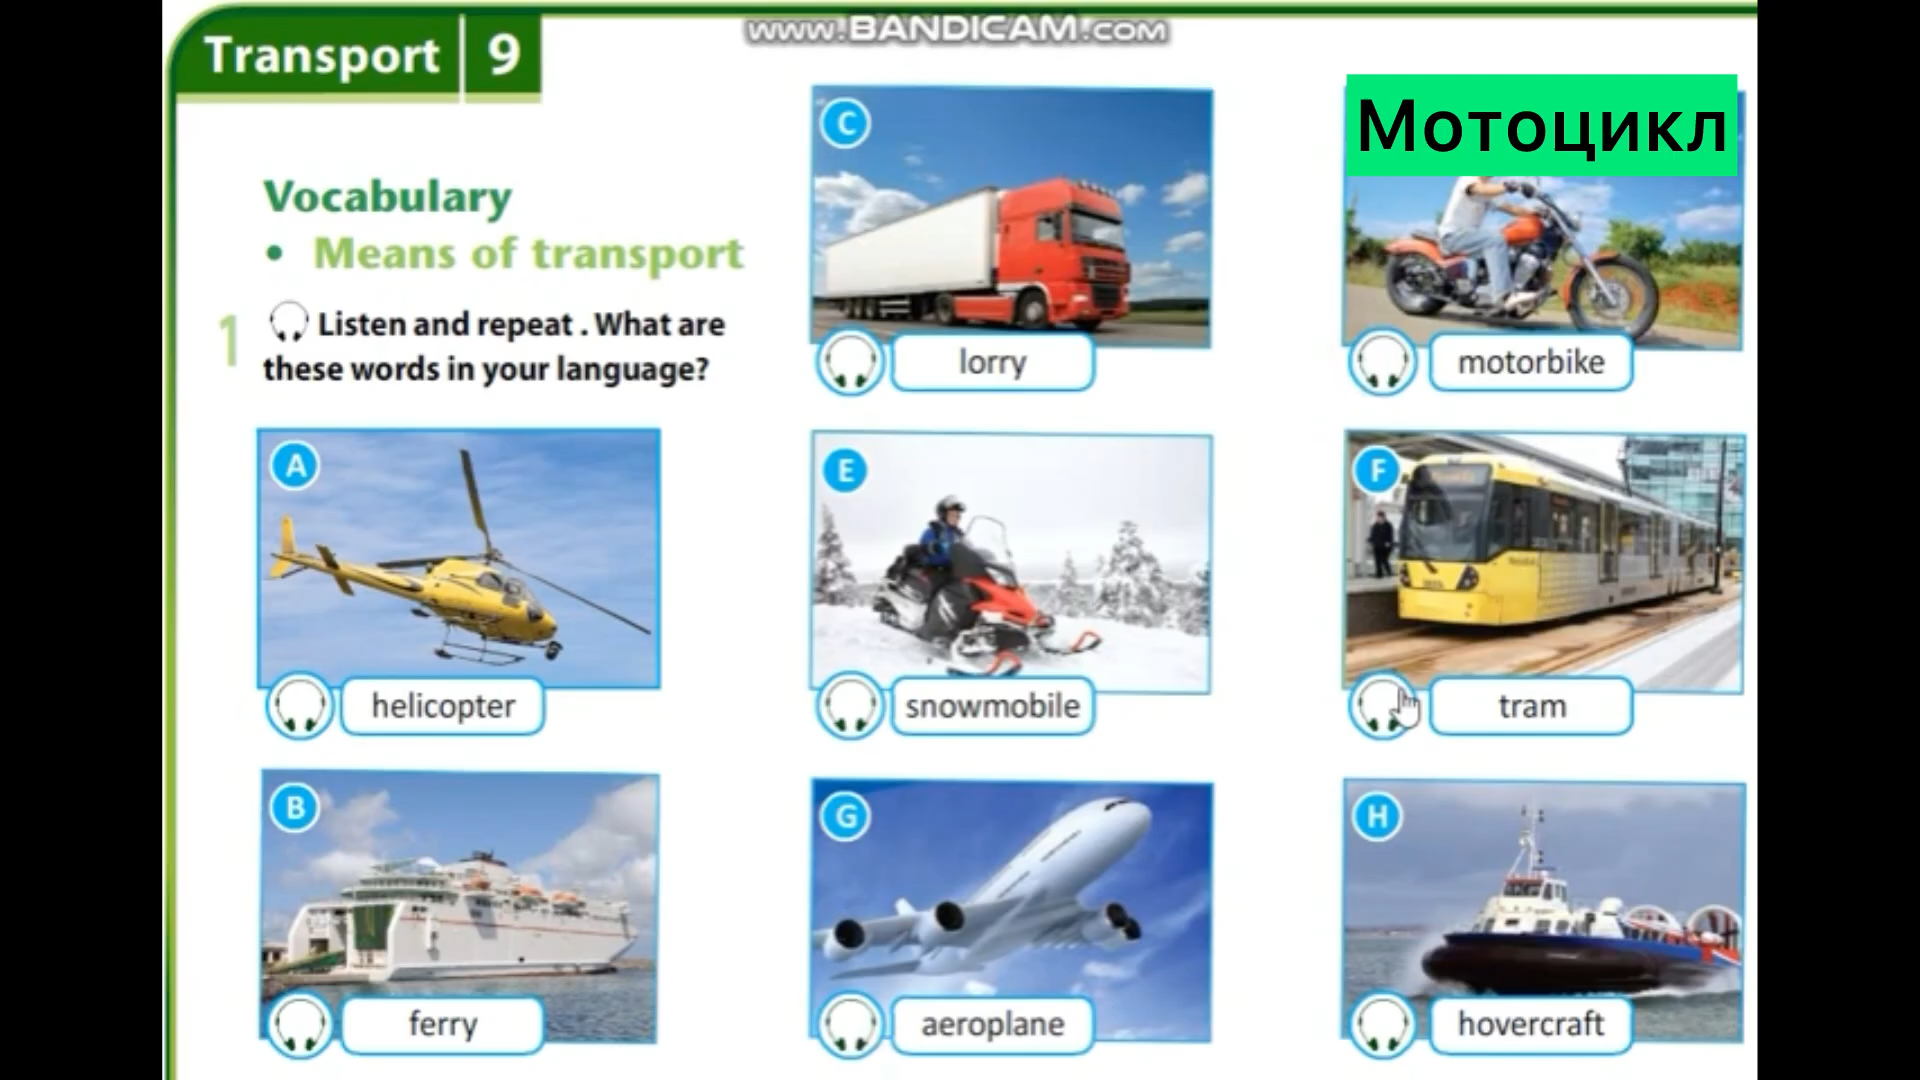 Transport 9
www.BANDICAM.com
Vocabulary
• Means of transport
1 Listen and repeat . What are
these words in your language?
C
lorry
Мотоцикл
motorbike
A
helicopter
E
snowmobile
F
tram
B
ferry
G
aeroplane
H
hovercraft